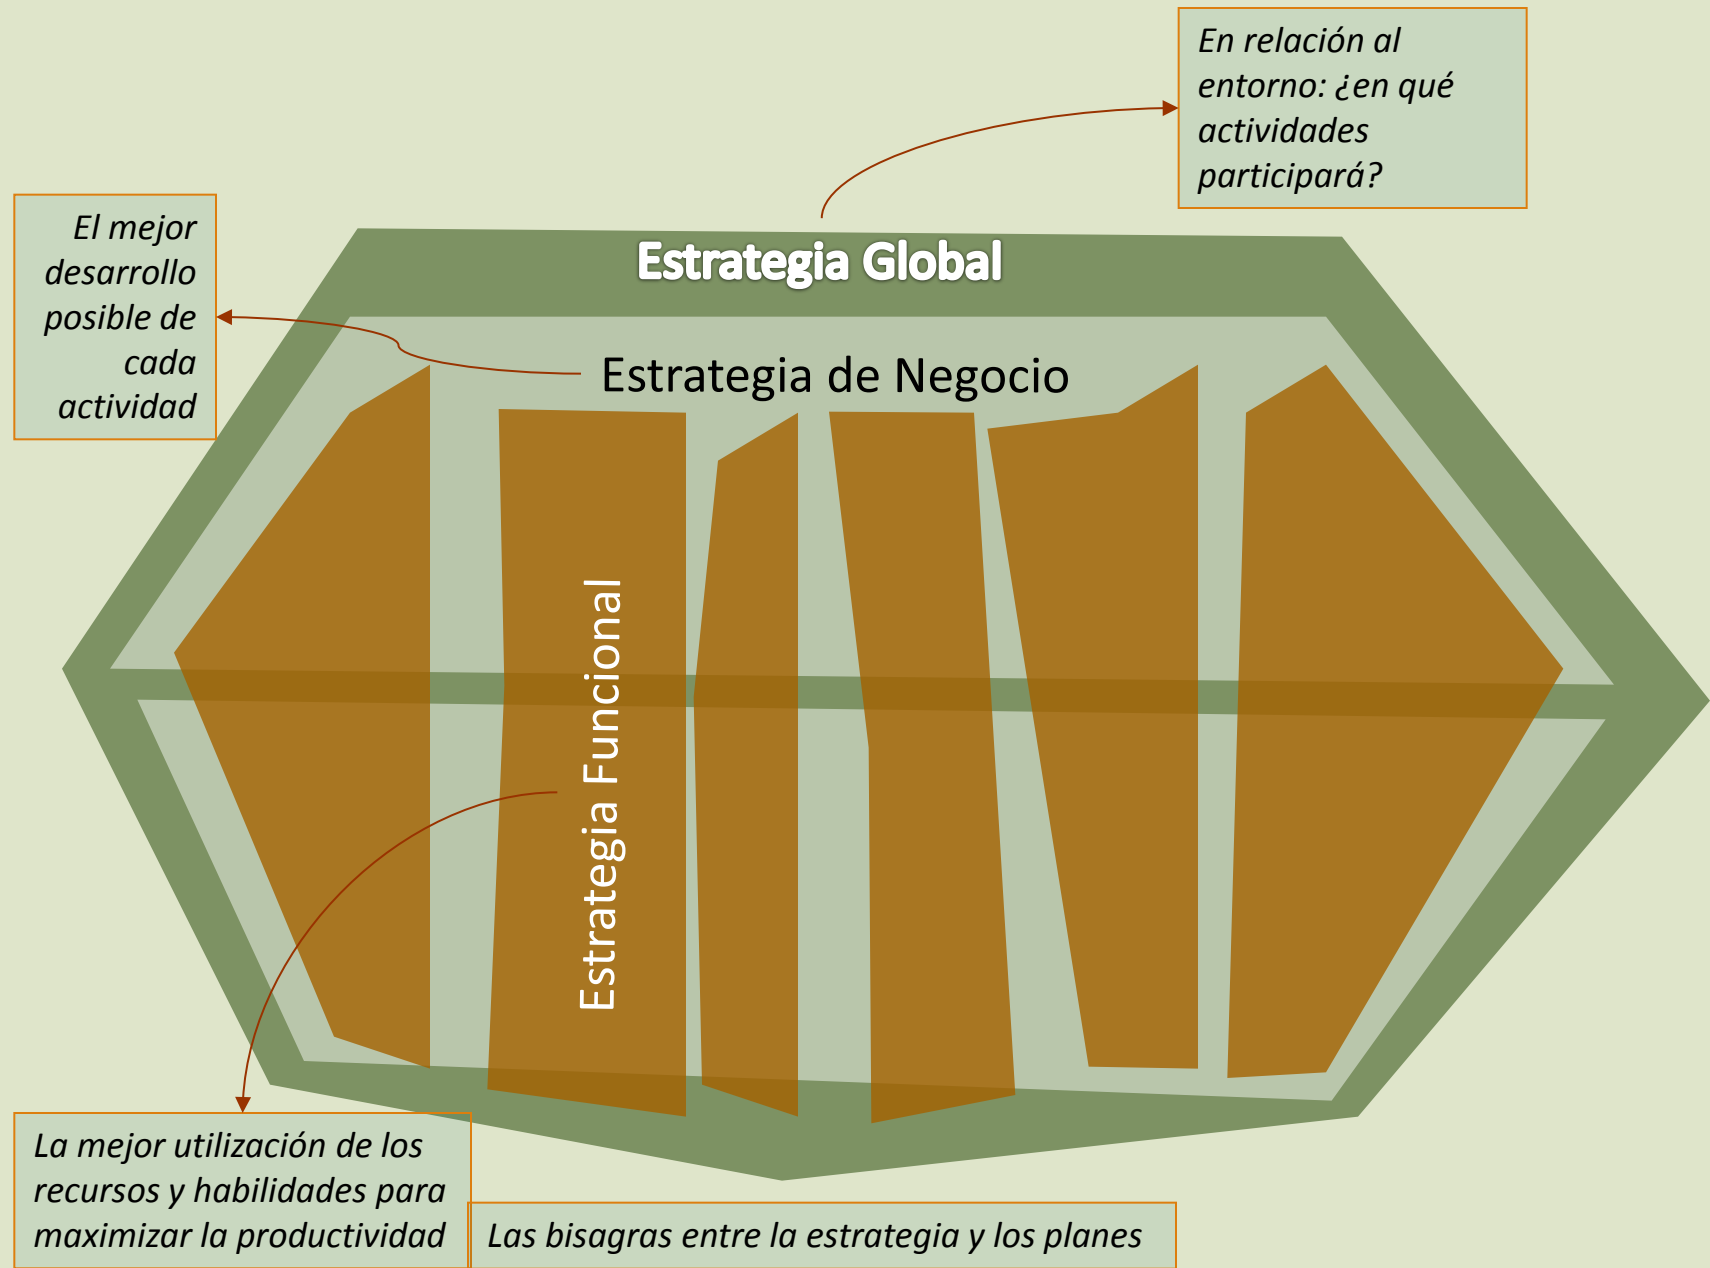 En relación al
entorno: ¿en qué
actividades
participará?
El mejor
desarrollo
posible de
cada
actividad
Estrategia Global
Estrategia de Negocio
Estrategia Funcional
La mejor utilización de los
recursos y habilidades para
maximizar la productividad
Las bisagras entre la estrategia y los planes